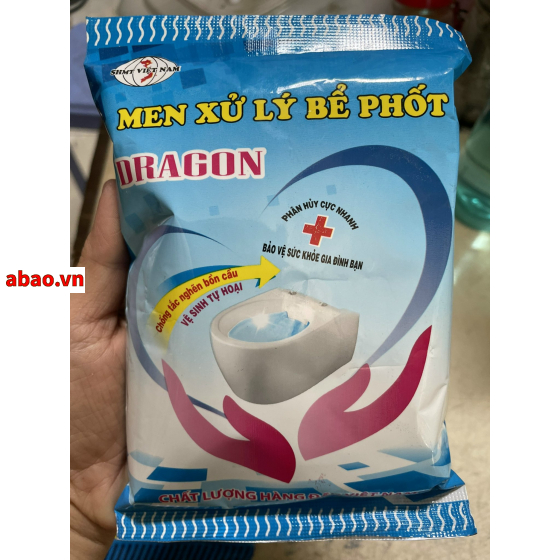 SHMT VIỆT NAM
MEN XỬ LÝ BỂ PHỐT
DRAGON
PHÂN HỦY CỰC NHANH
BẢO VỆ SỨC KHỎE GIA ĐÌNH BẠN
abao.vn
Chống tắc nghẽn bồn cầu
VỆ SINH TỰ HOẠI
CHẤT LƯỢNG HÀNG